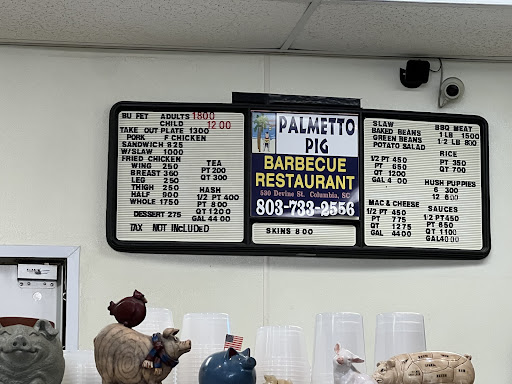 BU FET ADULTS 1800
CHILD 12 00
TAKE OUT PLATE 1300
PORK F CHICKEN
SANDWICH 825
W/SLAW 1000
FRIED CHICKEN
WING 250
BREAST 360
LEG 250
THIGH 250
HALF 900
WHOLE 1750
DESSERT 275
TAX NOT INCLUDED
TEA
PT 200
QT 300
HASH
1/2 PT 400
PT 800
QT 1200
GAL 44 00
PALMETTO
PIG
BARBECUE
RESTAURANT
530 Devine St. Columbia, SC
803-733-2556
SKINS 800
SLAW
BAKED BEANS
GREEN BEANS
POTATO SALAD
1/2 PT 450
PT 650
QT 1200
GAL 4 00
MAC & CHEESE
1/2 PT 450
PT 775
QT 1275
GAL 4400
BBQ MEAT
1 LB 1500
1/2 LB 800
RICE
PT 350
QT 700
HUSH PUPPIES
6 300
12 600
SAUCES
1/2 PT 450
PT 650
QT 1100
GAL 4000